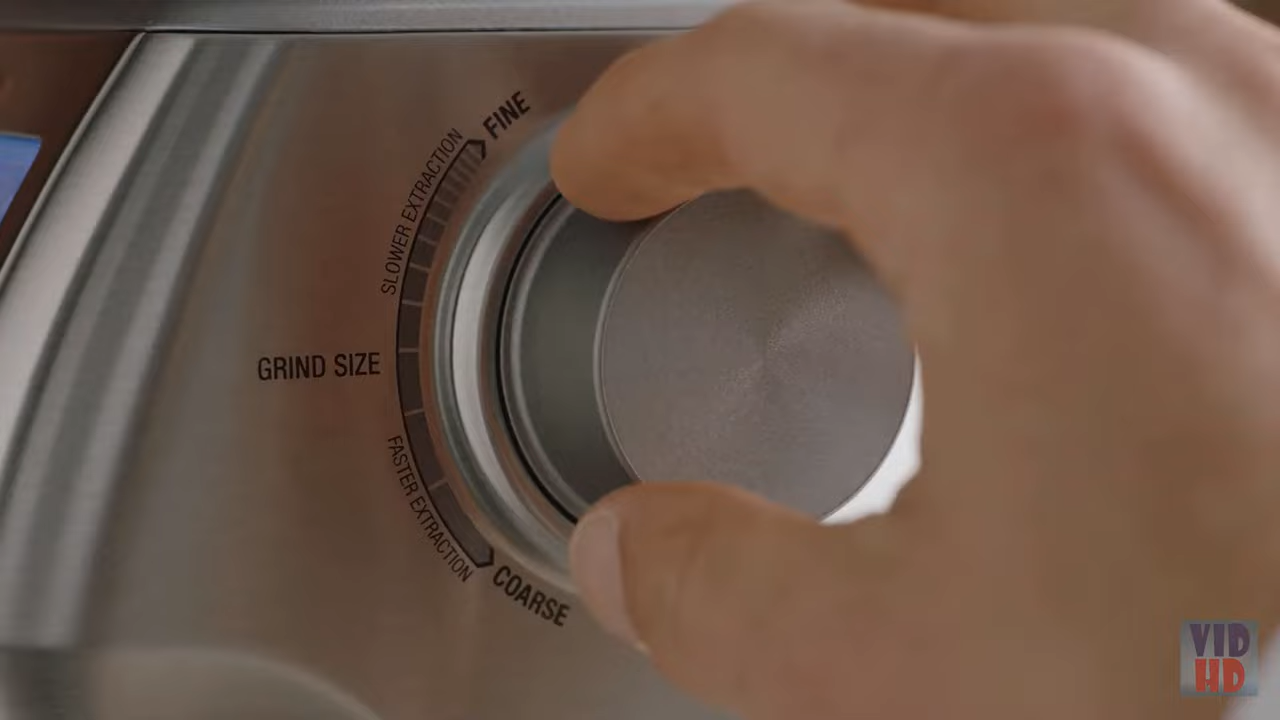 FINE
SLOWER EXTRACTION
GRIND SIZE
FASTER EXTRACTION
COARSE
VID
HD